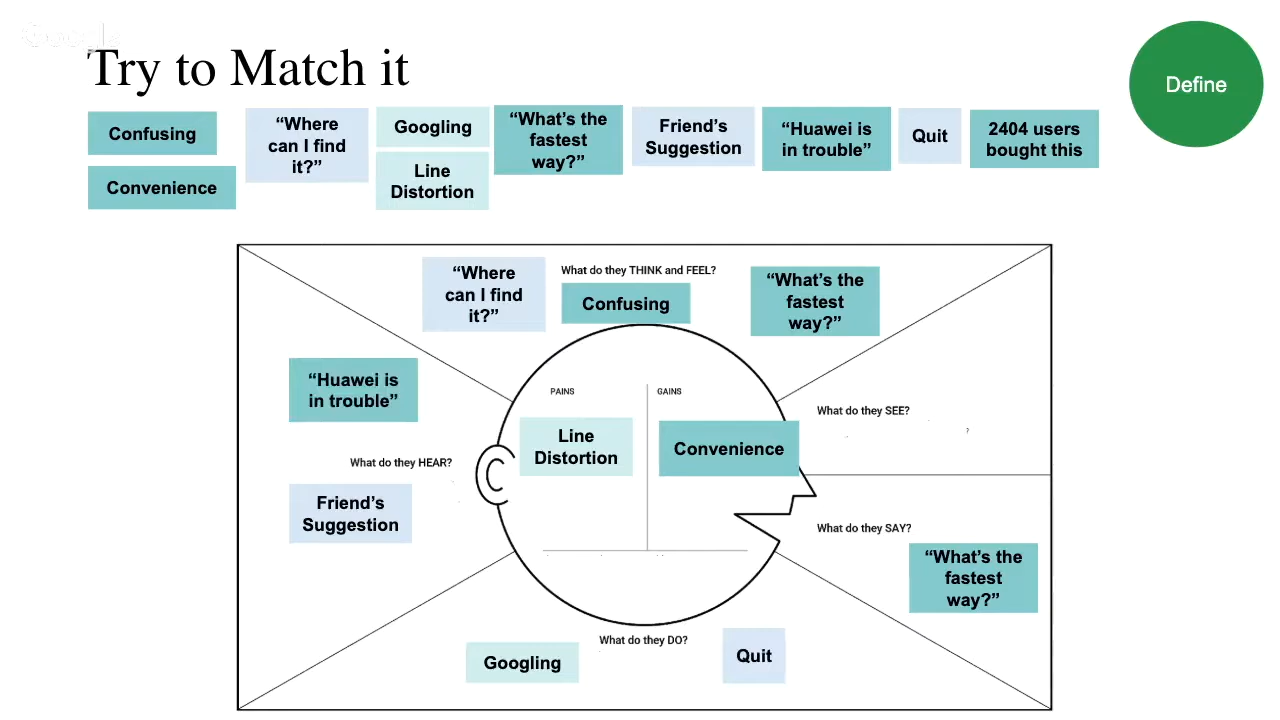 Google
Try to Match it
Define
Confusing
Convenience
“Where
can I find
it?”
Googling
Line
Distortion
“What’s the
fastest
way?”
Friend’s
Suggestion
“Huawei is
in trouble”
Quit
2404 users
bought this
“Where
can I find
it?”
What do they THINK and FEEL?
Confusing
“What’s the
fastest
way?”
“Huawei is
in trouble”
What do they HEAR?
Friend’s
Suggestion
PAINS
Line
Distortion
GAINS
Convenience
What do they SEE?
?
What do they SAY?
“What’s the
fastest
way?”
What do they DO?
Googling
Quit